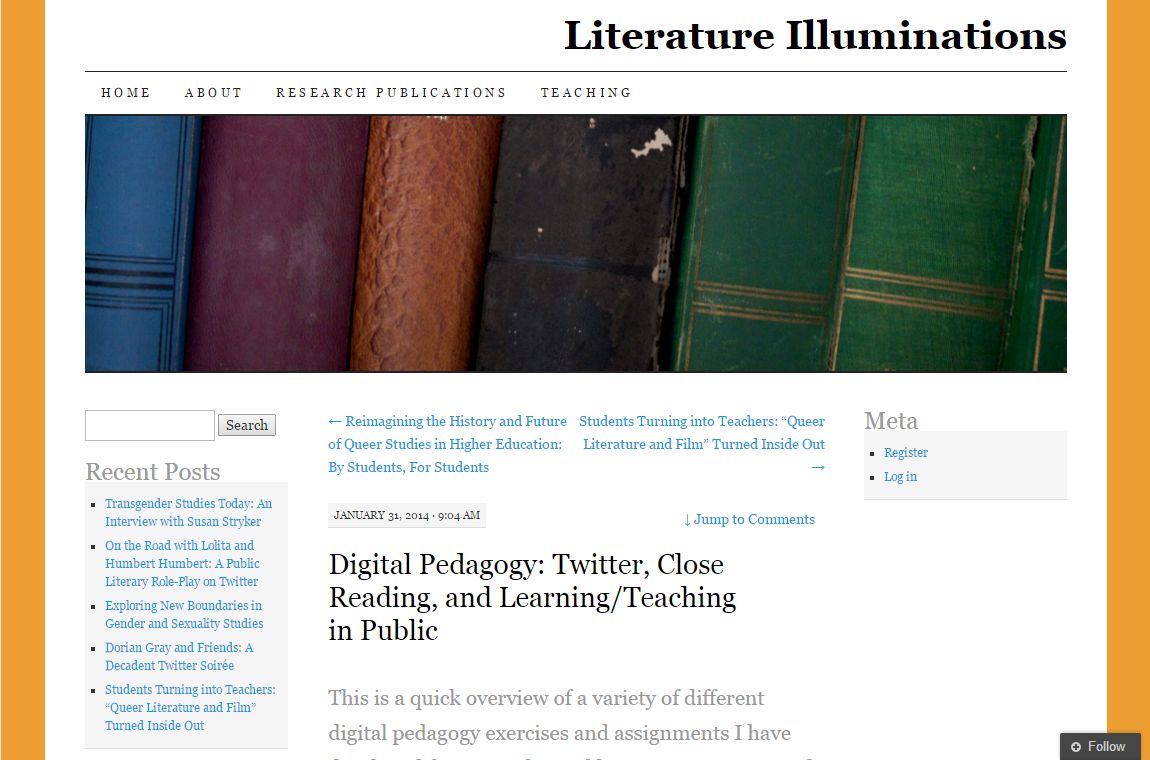 Literature Illuminations
HOME
ABOUT
RESEARCH PUBLICATIONS
TEACHING
Search
Recent Posts
Transgender Studies Today: An
Interview with Susan Stryker
On the Road with Lolita and
Humbert Humbert: A Public
Literary Role-Play on Twitter
Exploring New Boundaries in
Gender and Sexuality Studies
Dorian Gray and Friends: A
Decadent Twitter Soirée
Students Turning into Teachers:
“Queer Literature and Film”
Turned Inside Out
← Reimagining the History and Future
of Queer Studies in Higher Education:
By Students, For Students
Students Turning into Teachers: “Queer
Literature and Film” Turned Inside Out
→
JANUARY 31, 2014 · 9:04 AM
↓ Jump to Comments
Digital Pedagogy: Twitter, Close
Reading, and Learning/Teaching
in Public
This is a quick overview of a variety of different
digital pedagogy exercises and assignments I have
Meta
Register
Log in
Follow